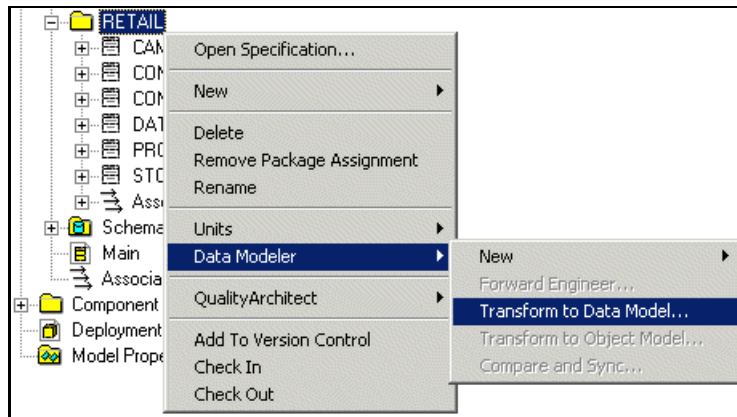 RETAIL
CAM
CON
CON
DAT
PRO
STO
Asso
Schema
Main
Associa
Component
Deployment
Model Prope
Open Specification...
New
Delete
Remove Package Assignment
Rename
Units
Data Modeler
QualityArchitect
Add To Version Control
Check In
Check Out
New
Forward Engineer...
Transform to Data Model...
Transform to Object Model...
Compare and Sync...